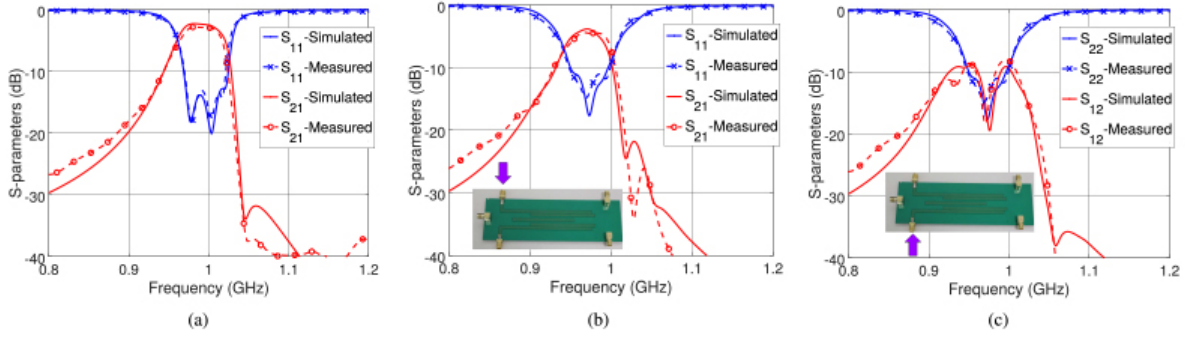 0
-10
-20
-30
-40
S-parameters (dB)
0.8 0.9 1 1.1 1.2
Frequency (GHz)
S11-Simulated
S11-Measured
S21-Simulated
S21-Measured
(a)
0
-10
-20
-30
-40
S-parameters (dB)
0.8 0.9 1 1.1 1.2
Frequency (GHz)
S11-Simulated
S11-Measured
S21-Simulated
S21-Measured
(b)
0
-10
-20
-30
-40
S-parameters (dB)
0.8 0.9 1 1.1 1.2
Frequency (GHz)
S22-Simulated
S22-Measured
S12-Simulated
S12-Measured
(c)